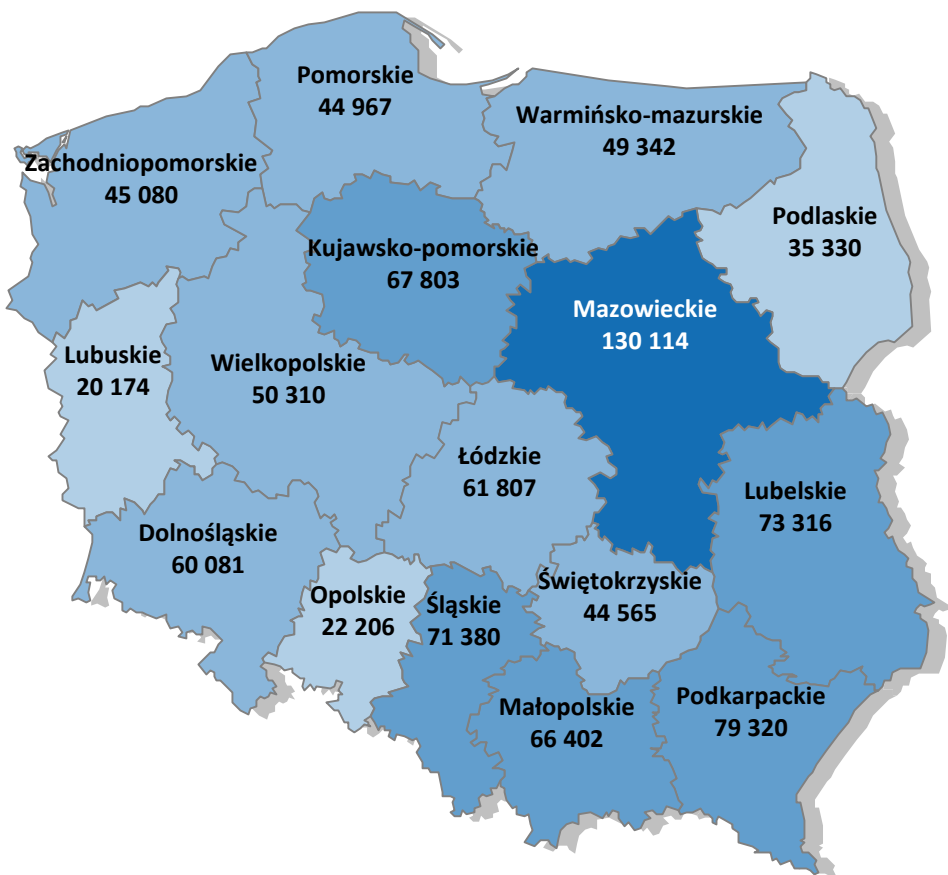 Pomorskie
44 967
Warmińsko-mazurskie
49 342
Zachodniopomorskie
45 080
Podlaskie
35 330
Kujawsko-pomorskie
67 803
Mazowieckie
130 114
Lubuskie
20 174
Wielkopolskie
50 310
Łódzkie
61 807
Lubelskie
73 316
Dolnośląskie
60 081
Opolskie
22 206
Śląskie
71 380
Świętokrzyskie
44 565
Małopolskie
66 402
Podkarpackie
79 320